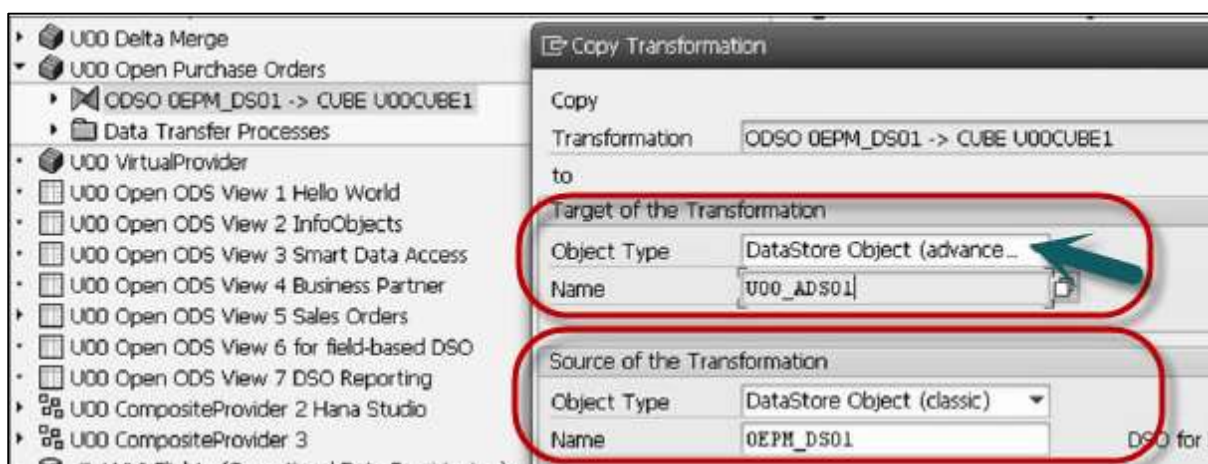 U00 Delta Merge
U00 Open Purchase Orders
ODSO 0EPM_DS01 -> CUBE U00CUBE1
Data Transfer Processes
U00 VirtualProvider
U00 Open ODS View 1 Hello World
U00 Open ODS View 2 InfoObjects
U00 Open ODS View 3 Smart Data Access
U00 Open ODS View 4 Business Partner
U00 Open ODS View 5 Sales Orders
U00 Open ODS View 6 for field-based DSO
U00 Open ODS View 7 DSO Reporting
U00 CompositeProvider 2 Hana Studio
U00 CompositeProvider 3
Copy Transformation
Copy
Transformation ODSO 0EPM_DS01 -> CUBE U00CUBE1
to
Target of the Transformation
Object Type DataStore Object (advance...
Name U00_ADS01
Source of the Transformation
Object Type DataStore Object (classic)
Name 0EPM_DS01 DSO for